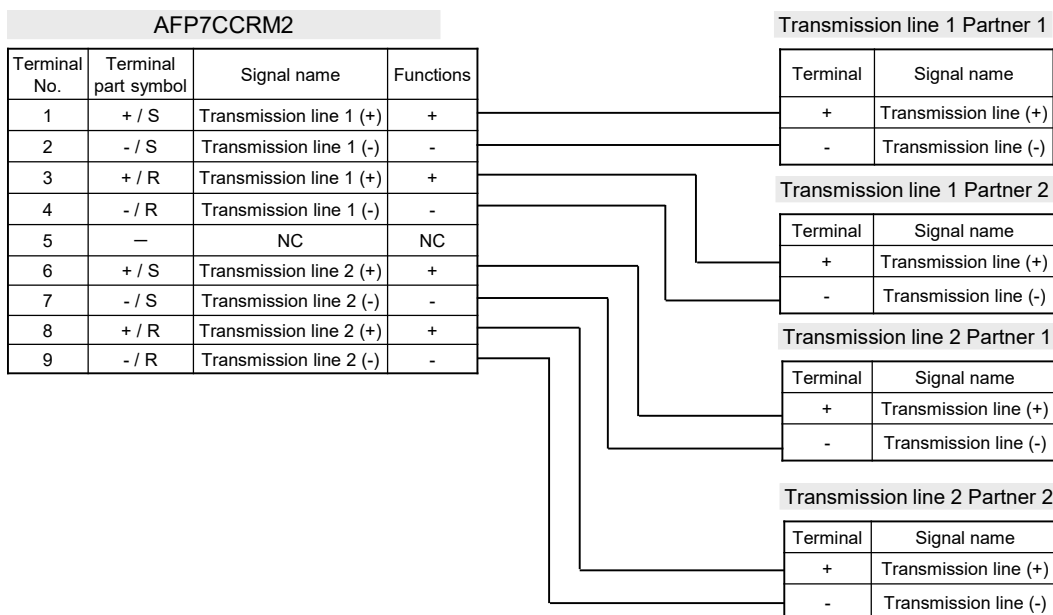 AFP7CCRM2
Terminal No. Terminal part symbol Signal name Functions
1 + / S Transmission line 1 (+) +
2 - / S Transmission line 1 (-) -
3 + / R Transmission line 1 (+) +
4 - / R Transmission line 1 (-) -
5 — NC NC
6 + / S Transmission line 2 (+) +
7 - / S Transmission line 2 (-) -
8 + / R Transmission line 2 (+) +
9 - / R Transmission line 2 (-) -
Transmission line 1 Partner 1
Terminal Signal name
+ Transmission line (+)
- Transmission line (-)
Transmission line 1 Partner 2
Terminal Signal name
+ Transmission line (+)
- Transmission line (-)
Transmission line 2 Partner 1
Terminal Signal name
+ Transmission line (+)
- Transmission line (-)
Transmission line 2 Partner 2
Terminal Signal name
+ Transmission line (+)
- Transmission line (-)